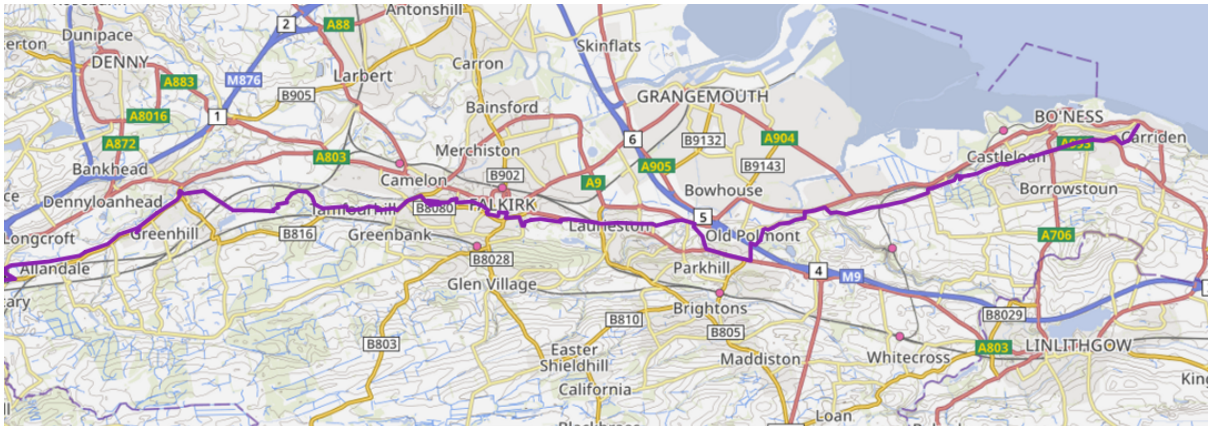 A88
Antonshill
2
Dunipace
Skinflats
DENNY
Carron
Larbert
M876
A883
B905
GRANGEMOUTH
Bainsford
A8016
1
BO'NESS
6
B9132
A904
A872
Carriden
Merchiston
A803
Castleloan
A905
B9143
Bankhead
B902
Camelon
A9
Bowhouse
Borrowstoun
Dennyloanhead
B8080
5
Laurieston
Longcroft
Greenhill
B816
Greenbank
Old Polmont
A706
B8028
Allandale
Parkhill
4
M9
Glen Village
Brightons
B8029
B810
B803
B805
LINLITHGOW
A803
Easter
Shieldhill
Maddiston
Whitecross
California
Loan